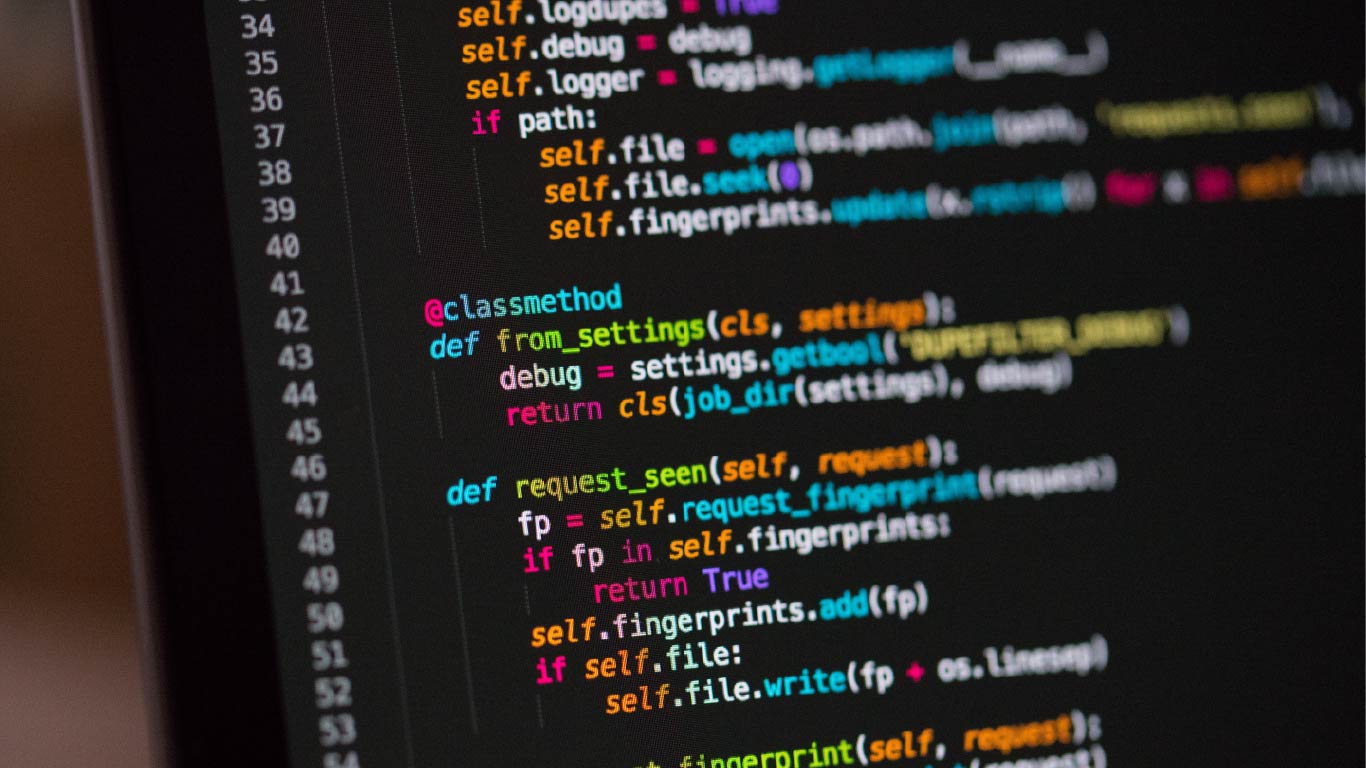 34 self.logdupes = True
35 self.debug = debug
36 self.logger = logging.getLogger(__name__)
37 if path:
38 self.file = open(os.path.join(path, 'requests.seen'),
39 self.file.seek(0)
40 self.fingerprints.update(x.rstrip() for x in self.file
41
42 @classmethod
43 def from_settings(cls, settings):
44 debug = settings.getbool('DUPEFILTER_DEBUG')
45 return cls(job_dir(settings), debug)
46
47 def request_seen(self, request):
48 fp = self.request_fingerprint(request)
49 if fp in self.fingerprints:
50 return True
51 self.fingerprints.add(fp)
52 if self.file:
53 self.file.write(fp + os.linesep)
54
t_fingerprint(self, request):
(request)